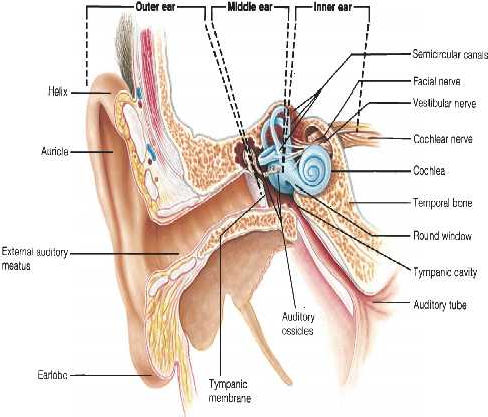 Outer ear Middle ear Inner ear
Semicircular canals
Facial nerve
Helix
Vestibular nerve
Cochlear nerve
Auricle
Cochlea
Temporal bone
Round window
External auditory
meatus
Tympanic cavity
Auditory tube
Auditory
ossicles
Earlobe
Tympanic
membrane